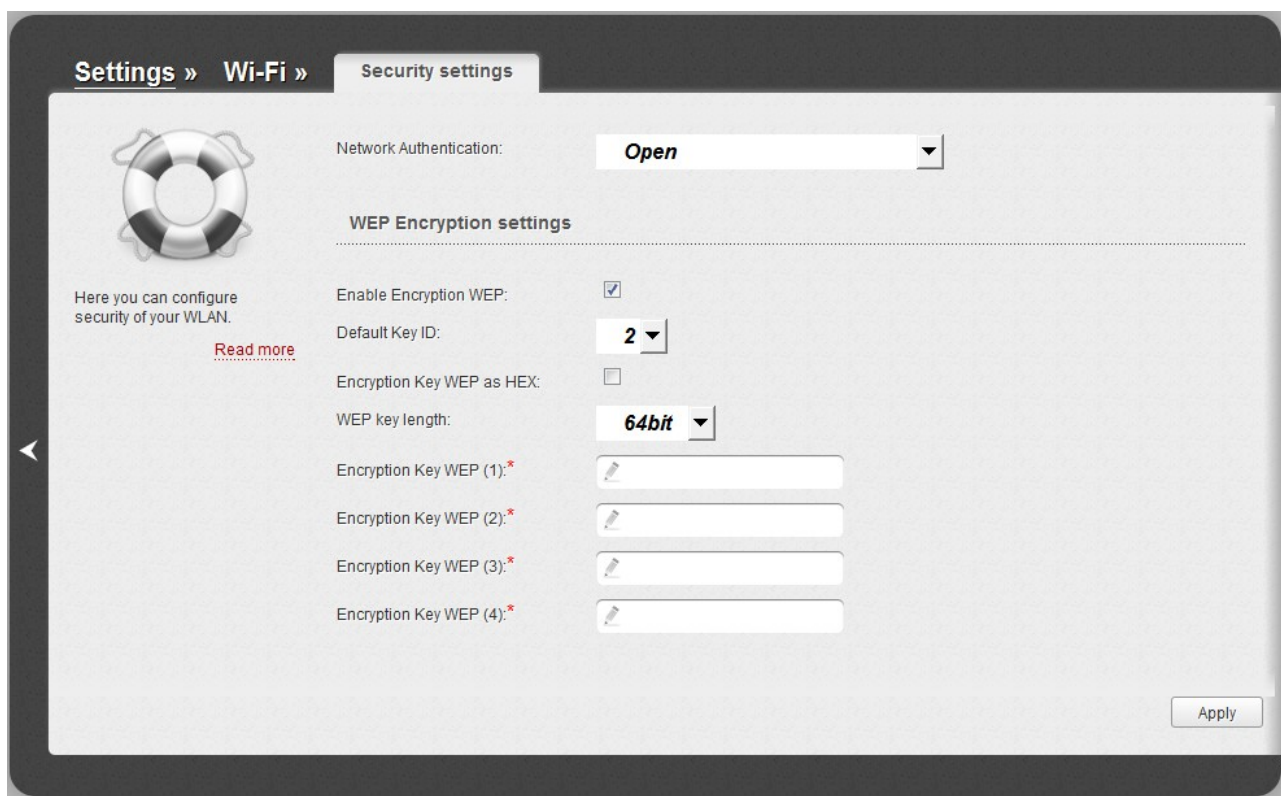 Settings » Wi-Fi » Security settings
Here you can configure
security of your WLAN.
Read more
Network Authentication: Open
WEP Encryption settings
Enable Encryption WEP:
Default Key ID: 2
Encryption Key WEP as HEX:
WEP key length: 64bit
Encryption Key WEP (1):*
Encryption Key WEP (2):*
Encryption Key WEP (3):*
Encryption Key WEP (4):*
Apply